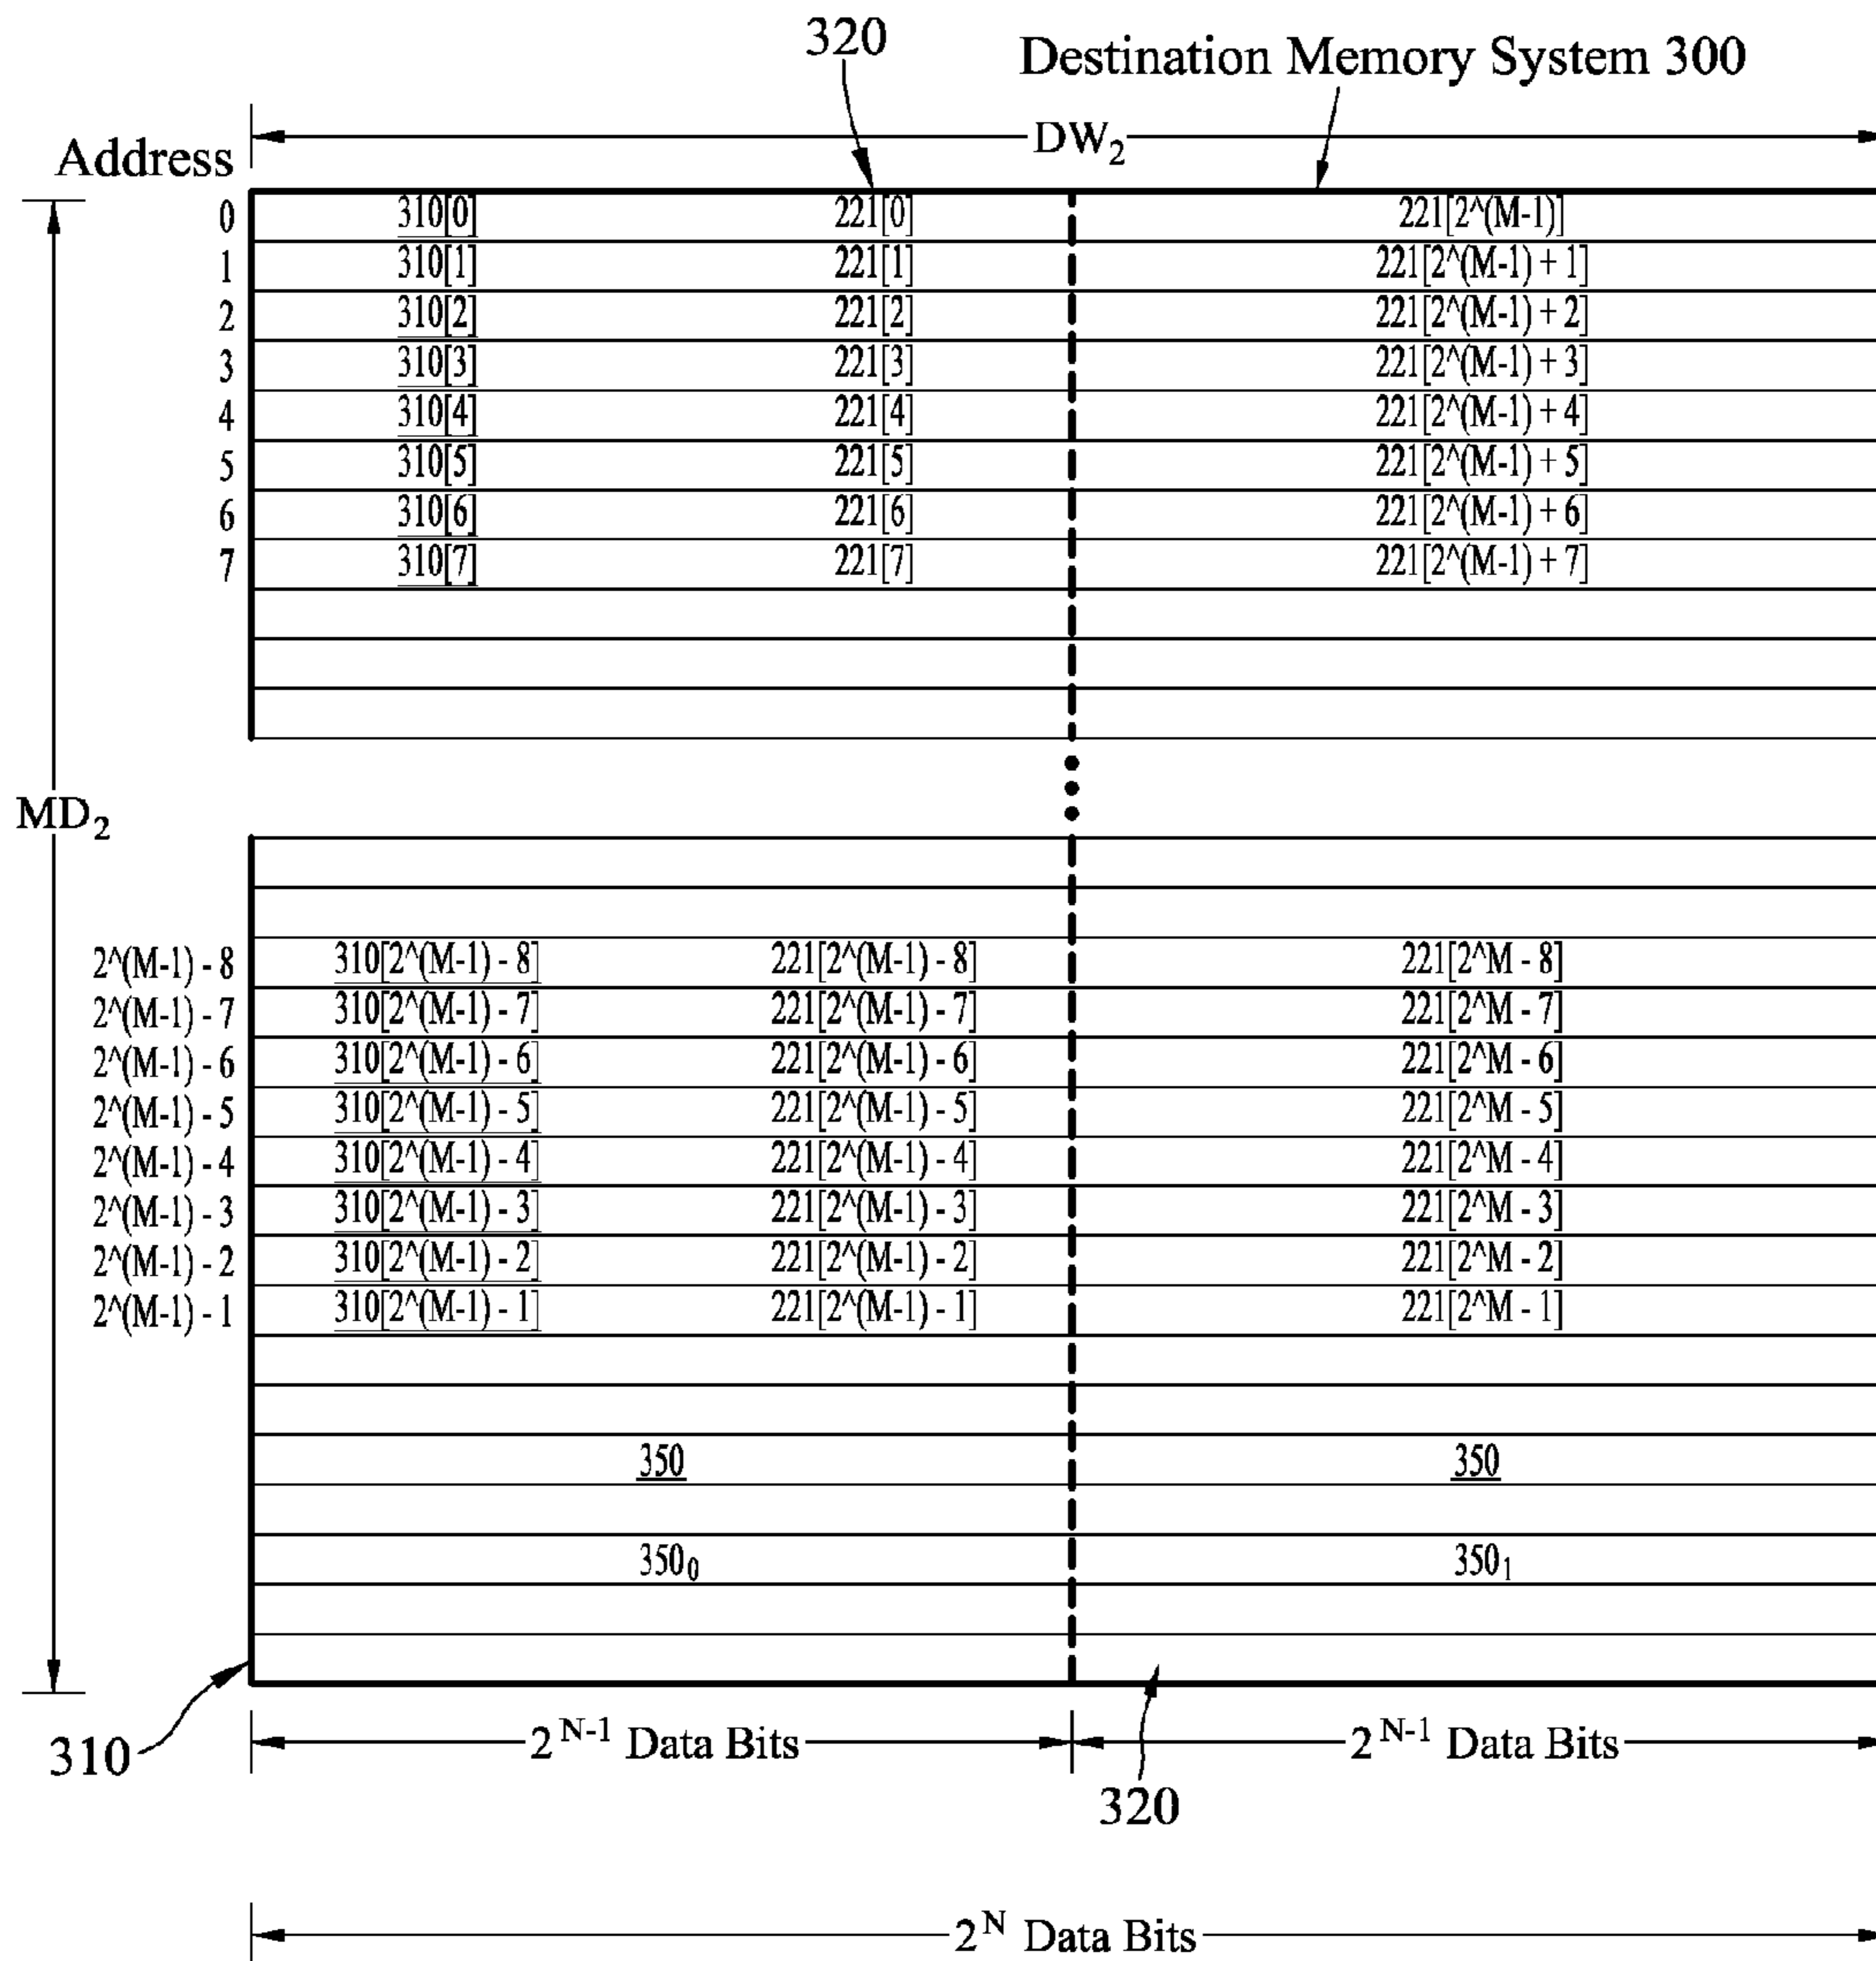 320
Destination Memory System 300
DW₂
Address
0 310[0] 221[0] 221[2^(M-1)]
1 310[1] 221[1] 221[2^(M-1) + 1]
2 310[2] 221[2] 221[2^(M-1) + 2]
3 310[3] 221[3] 221[2^(M-1) + 3]
4 310[4] 221[4] 221[2^(M-1) + 4]
5 310[5] 221[5] 221[2^(M-1) + 5]
6 310[6] 221[6] 221[2^(M-1) + 6]
7 310[7] 221[7] 221[2^(M-1) + 7]
MD₂
2^(M-1) - 8 310[2^(M-1) - 8] 221[2^(M-1) - 8] 221[2^M - 8]
2^(M-1) - 7 310[2^(M-1) - 7] 221[2^(M-1) - 7] 221[2^M - 7]
2^(M-1) - 6 310[2^(M-1) - 6] 221[2^(M-1) - 6] 221[2^M - 6]
2^(M-1) - 5 310[2^(M-1) - 5] 221[2^(M-1) - 5] 221[2^M - 5]
2^(M-1) - 4 310[2^(M-1) - 4] 221[2^(M-1) - 4] 221[2^M - 4]
2^(M-1) - 3 310[2^(M-1) - 3] 221[2^(M-1) - 3] 221[2^M - 3]
2^(M-1) - 2 310[2^(M-1) - 2] 221[2^(M-1) - 2] 221[2^M - 2]
2^(M-1) - 1 310[2^(M-1) - 1] 221[2^(M-1) - 1] 221[2^M - 1]
350 350
350₀ 350₁
310
2ᴺ⁻¹ Data Bits 2ᴺ⁻¹ Data Bits
320
2ᴺ Data Bits